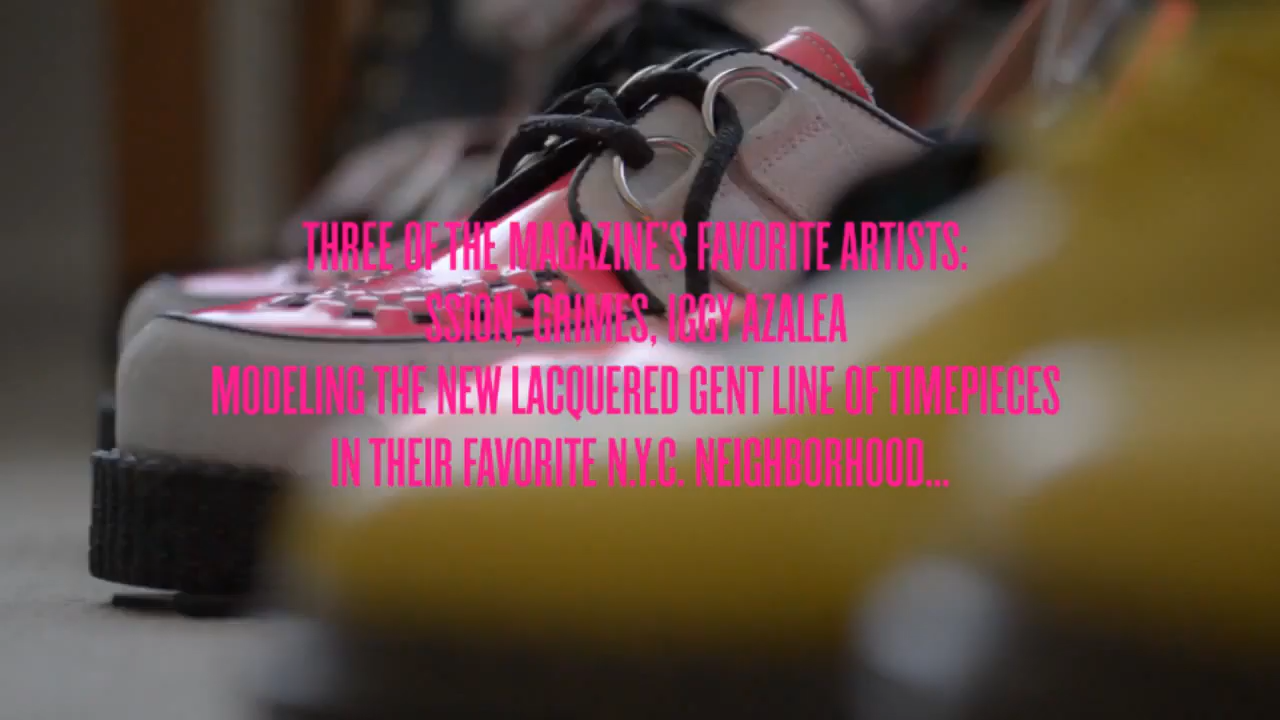 THREE OF THE MAGAZINE'S FAVORITE ARTISTS:
SSION, GRIMES, IGGY AZALEA
MODELING THE NEW LACQUERED GENT LINE OF TIMEPIECES
IN THEIR FAVORITE N.Y.C. NEIGHBORHOOD...